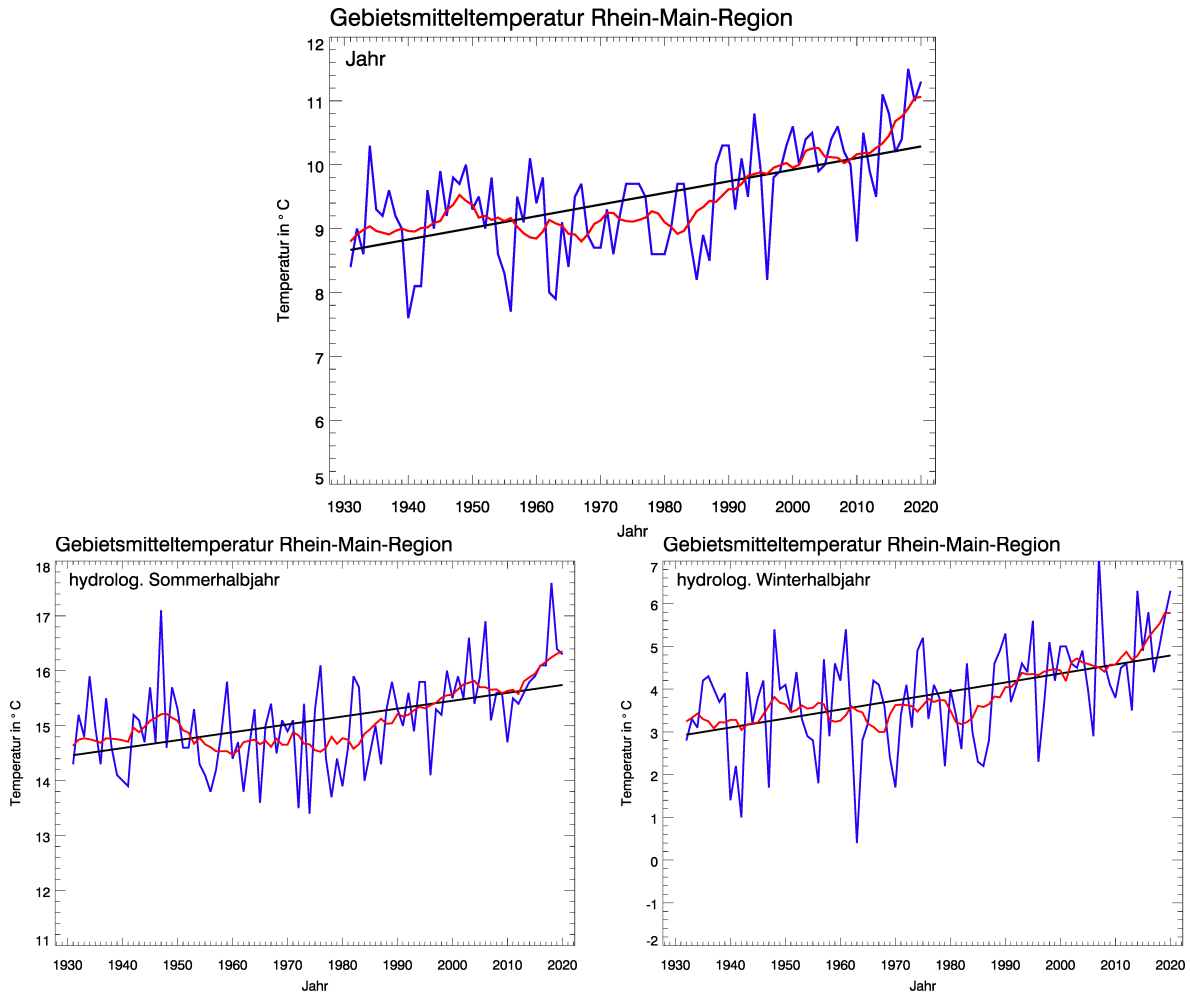 Gebietsmitteltemperatur Rhein-Main-Region
Jahr
Temperatur in ° C
12
11
10
9
8
7
6
5
1930 1940 1950 1960 1970 1980 1990 2000 2010 2020
Jahr
Gebietsmitteltemperatur Rhein-Main-Region
hydrolog. Sommerhalbjahr
Temperatur in ° C
18
17
16
15
14
13
12
11
1930 1940 1950 1960 1970 1980 1990 2000 2010 2020
Jahr
Gebietsmitteltemperatur Rhein-Main-Region
hydrolog. Winterhalbjahr
Temperatur in ° C
7
6
5
4
3
2
1
0
-1
-2
1930 1940 1950 1960 1970 1980 1990 2000 2010 2020
Jahr